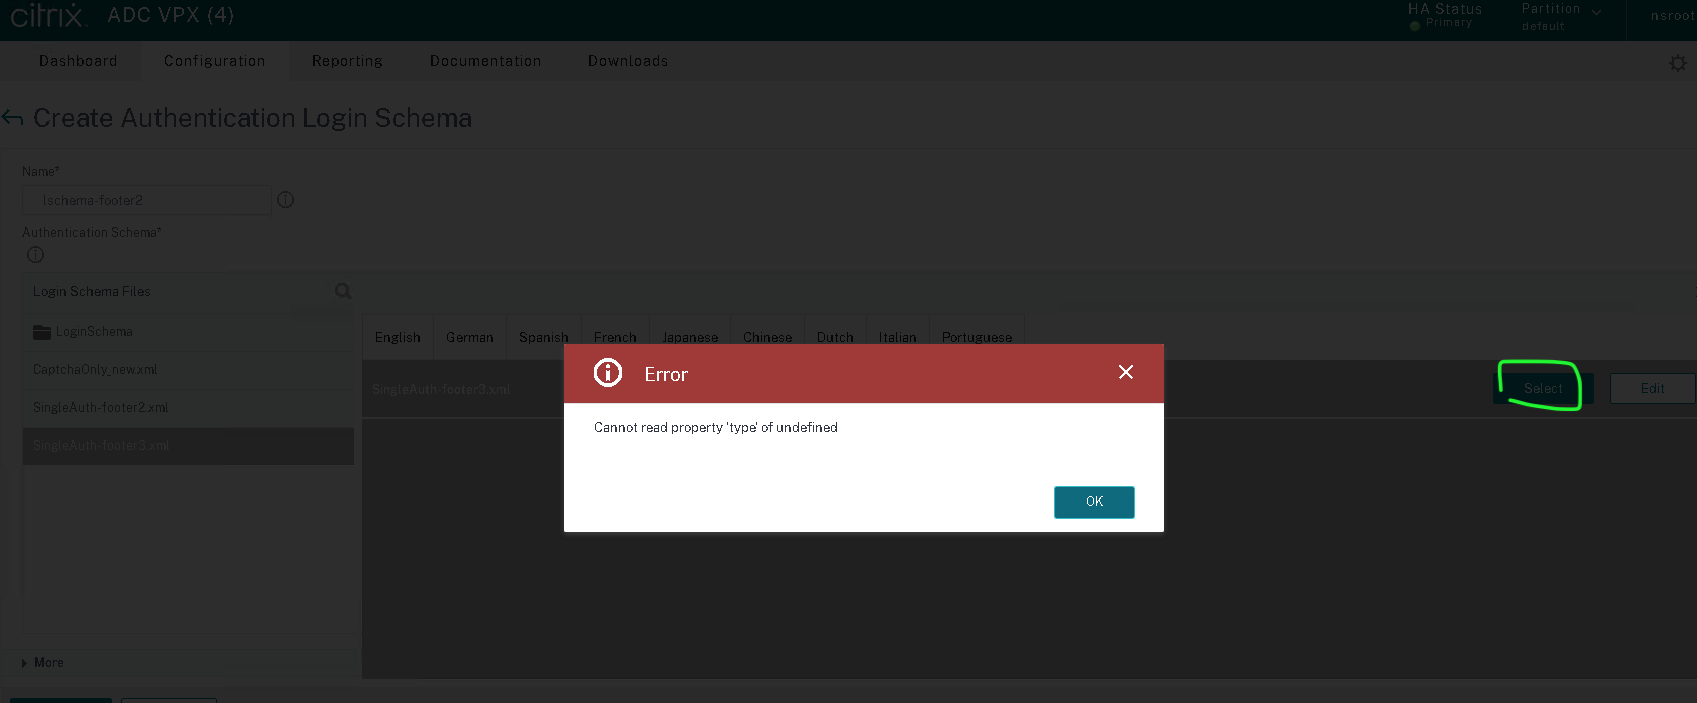 citrix. ADC VPX (4)
HA Status
Primary
Partition
default
nsroot
Dashboard Configuration Reporting Documentation Downloads
Create Authentication Login Schema
Name*
lschema-footer2
Authentication Schema*
Login Schema Files
LoginSchema
CaptchaOnly_new.xml
SingleAuth-footer2.xml
SingleAuth-footer3.xml
English German Spanish French Japanese Chinese Dutch Italian Portuguese
SingleAuth-footer3.xml
Select Edit
Error
Cannot read property 'type' of undefined
OK
More